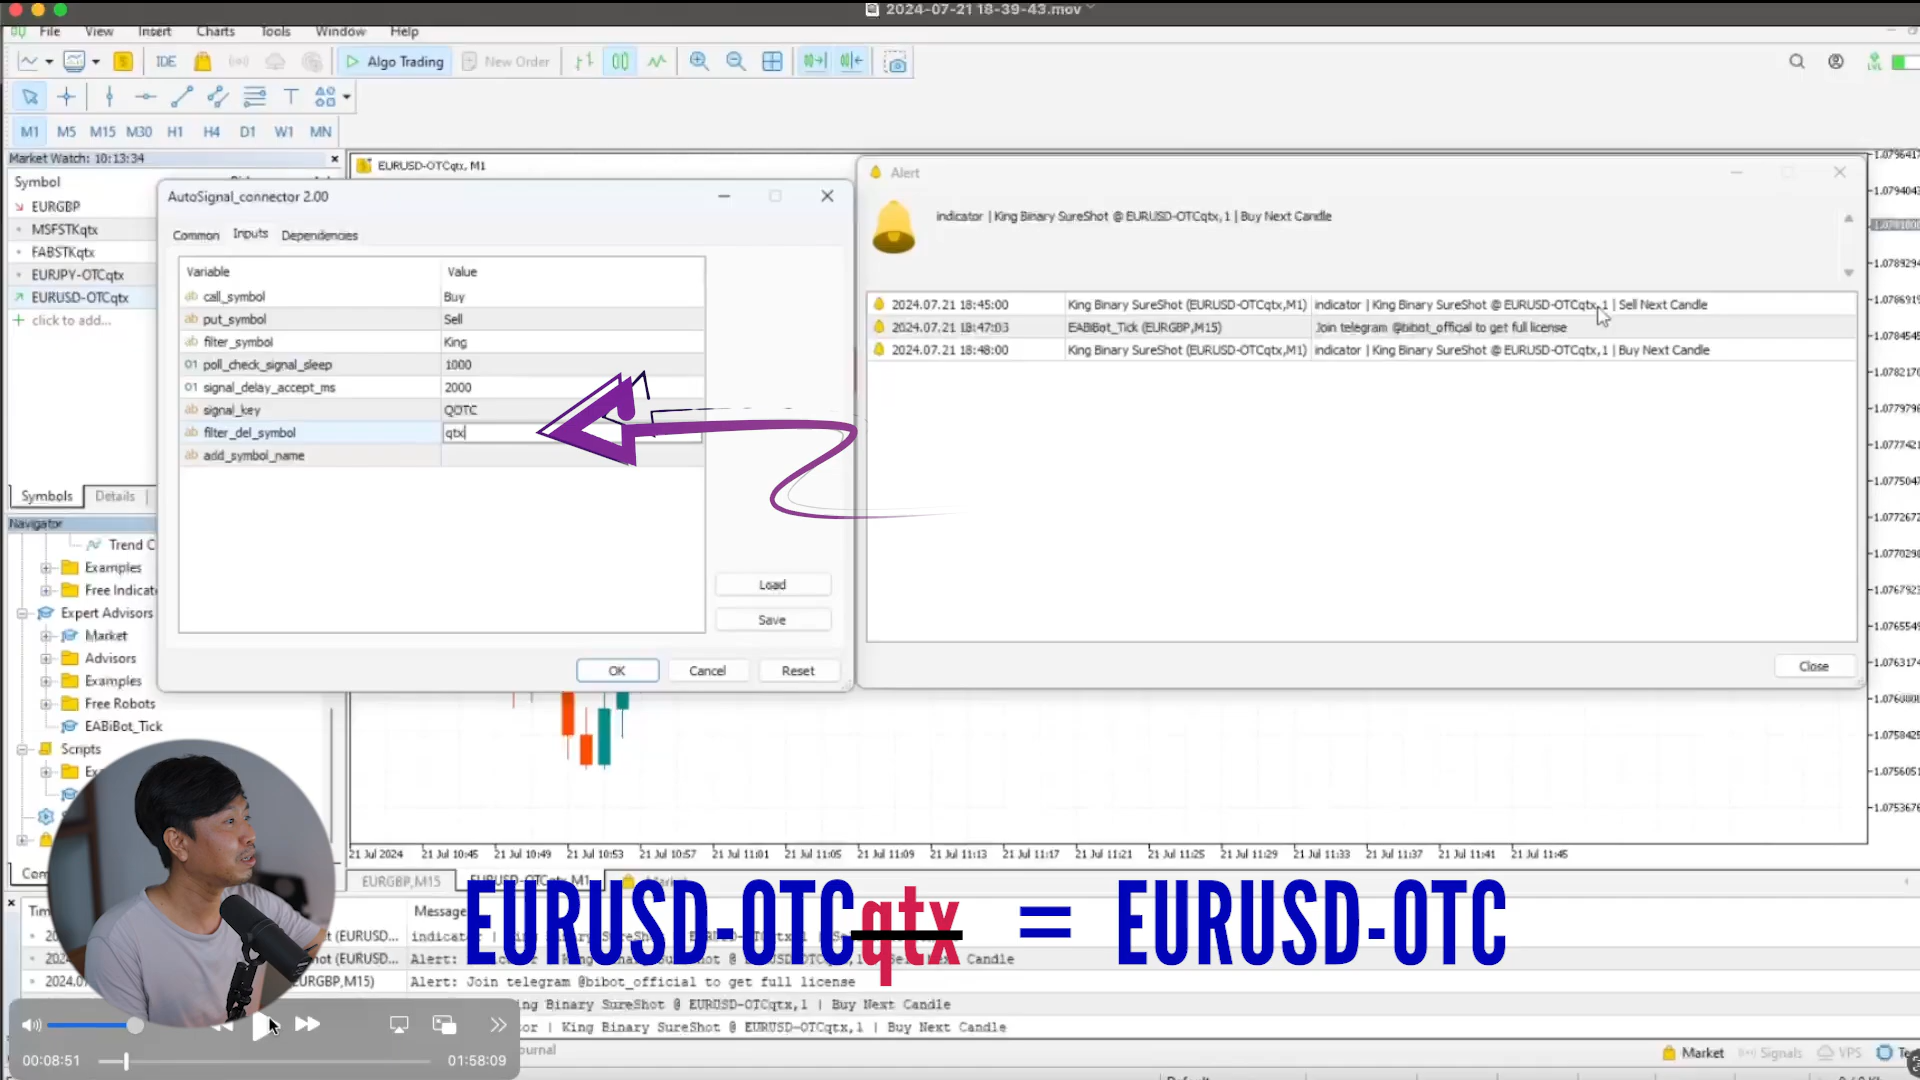 2024-07-21 18-39-43.mov
File View Insert Charts Tools Window Help
IDE Algo Trading New Order
M1 M5 M15 M30 H1 H4 D1 W1 MN
Market Watch: 10:13:34
Symbol
EURGBP
MSFSTKqtx
FABSTKqtx
EURJPY-OTCqtx
EURUSD-OTCqtx
click to add...
Symbols Details
Navigator
Trend C
Examples
Free Indicat
Expert Advisors
Market
Advisors
Examples
Free Robots
EABiBot_Tick
Scripts
EURUSD-OTCqtx, M1
AutoSignal_connector 2.00
Common Inputs Dependencies
Variable Value
ab call_symbol Buy
ab put_symbol Sell
ab filter_symbol King
01 poll_check_signal_sleep 1000
01 signal_delay_accept_ms 2000
ab signal_key QOTC
ab filter_del_symbol qtx
ab add_symbol_name
Load
Save
OK Cancel Reset
Alert
indicator | King Binary SureShot @ EURUSD-OTCqtx,1 | Buy Next Candle
2024.07.21 18:45:00 King Binary SureShot (EURUSD-OTCqtx,M1) indicator | King Binary SureShot @ EURUSD-OTCqtx,1 | Sell Next Candle
2024.07.21 18:47:03 EABiBot_Tick (EURGBP,M15) Join telegram @bibot_official to get full license
2024.07.21 18:48:00 King Binary SureShot (EURUSD-OTCqtx,M1) indicator | King Binary SureShot @ EURUSD-OTCqtx,1 | Buy Next Candle
Close
21 Jul 2024 21 Jul 10:45 21 Jul 10:49 21 Jul 10:53 21 Jul 10:57 21 Jul 11:01 21 Jul 11:05 21 Jul 11:09 21 Jul 11:13 21 Jul 11:17 21 Jul 11:21 21 Jul 11:25 21 Jul 11:29 21 Jul 11:33 21 Jul 11:37 21 Jul 11:41 21 Jul 11:45
EURGBP,M15
EURUSD-OTCqtx = EURUSD-OTC
Message
Alert: Join telegram @bibot_official to get full license
ng Binary SureShot @ EURUSD-OTCqtx,1 | Buy Next Candle
tor | King Binary SureShot @ EURUSD-OTCqtx,1 | Buy Next Candle
00:08:51 01:58:09
Market Signals VPS